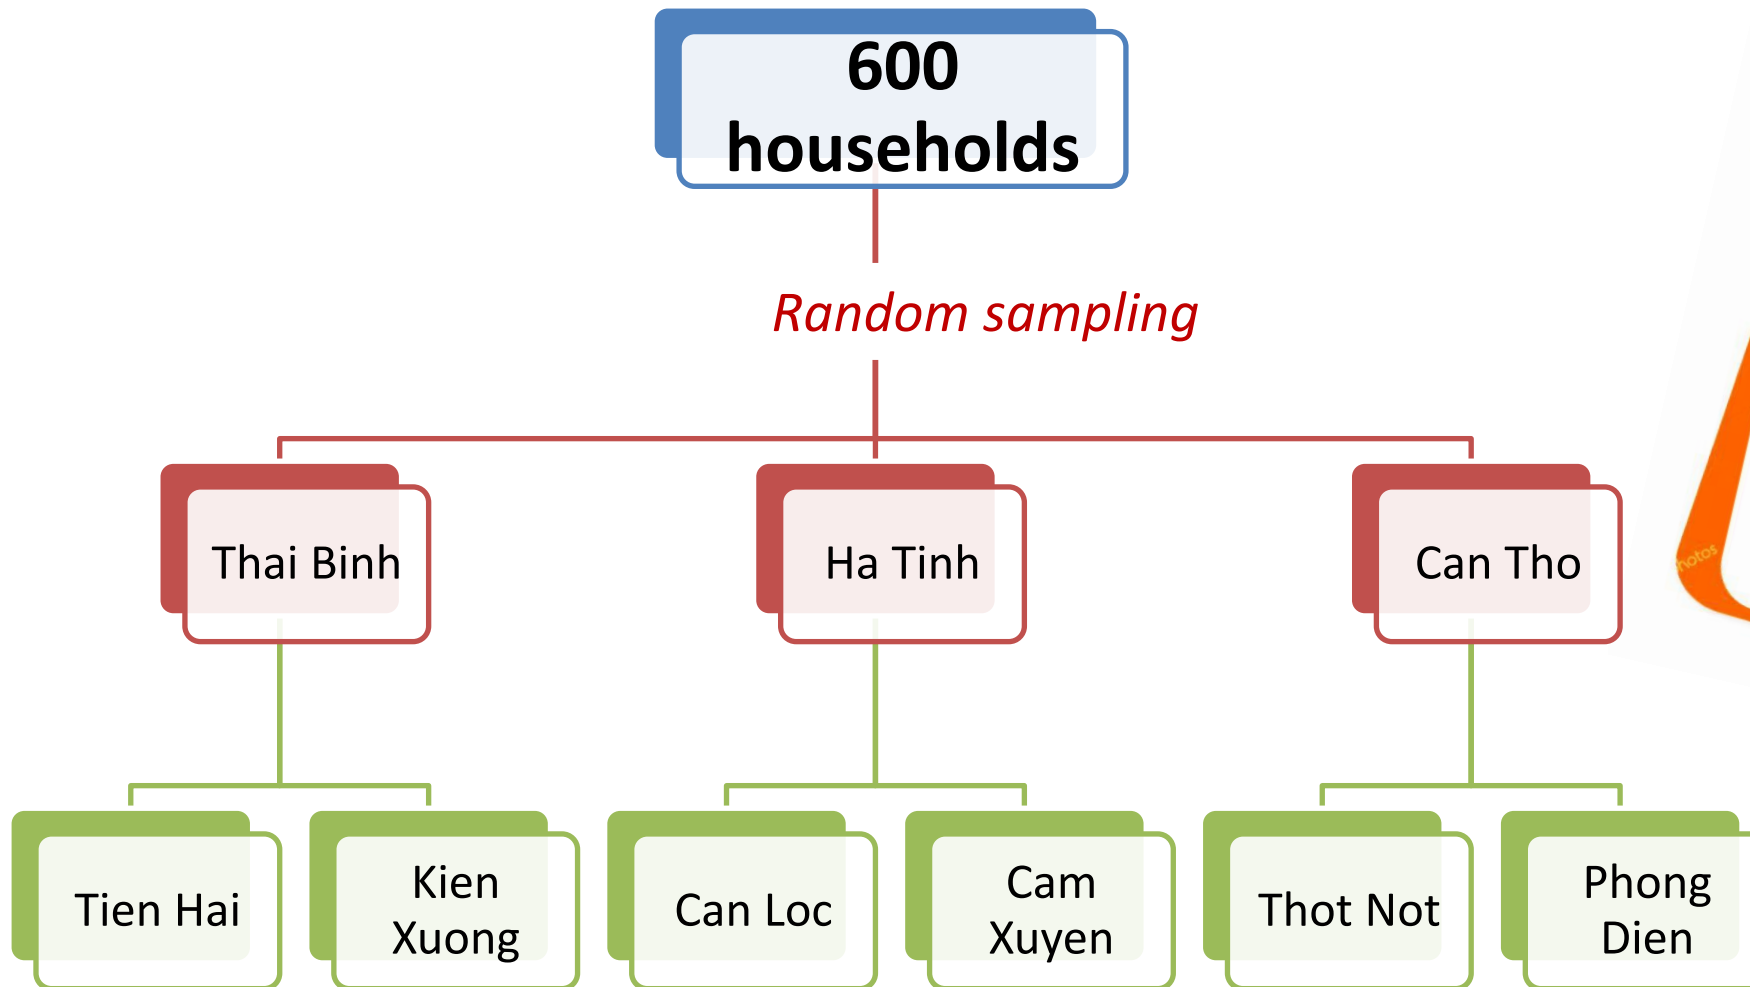 600
households
Random sampling
Thai Binh
Ha Tinh
Can Tho
hotos
Tien Hai
Kien
Xuong
Can Loc
Cam
Xuyen
Thot Not
Phong
Dien